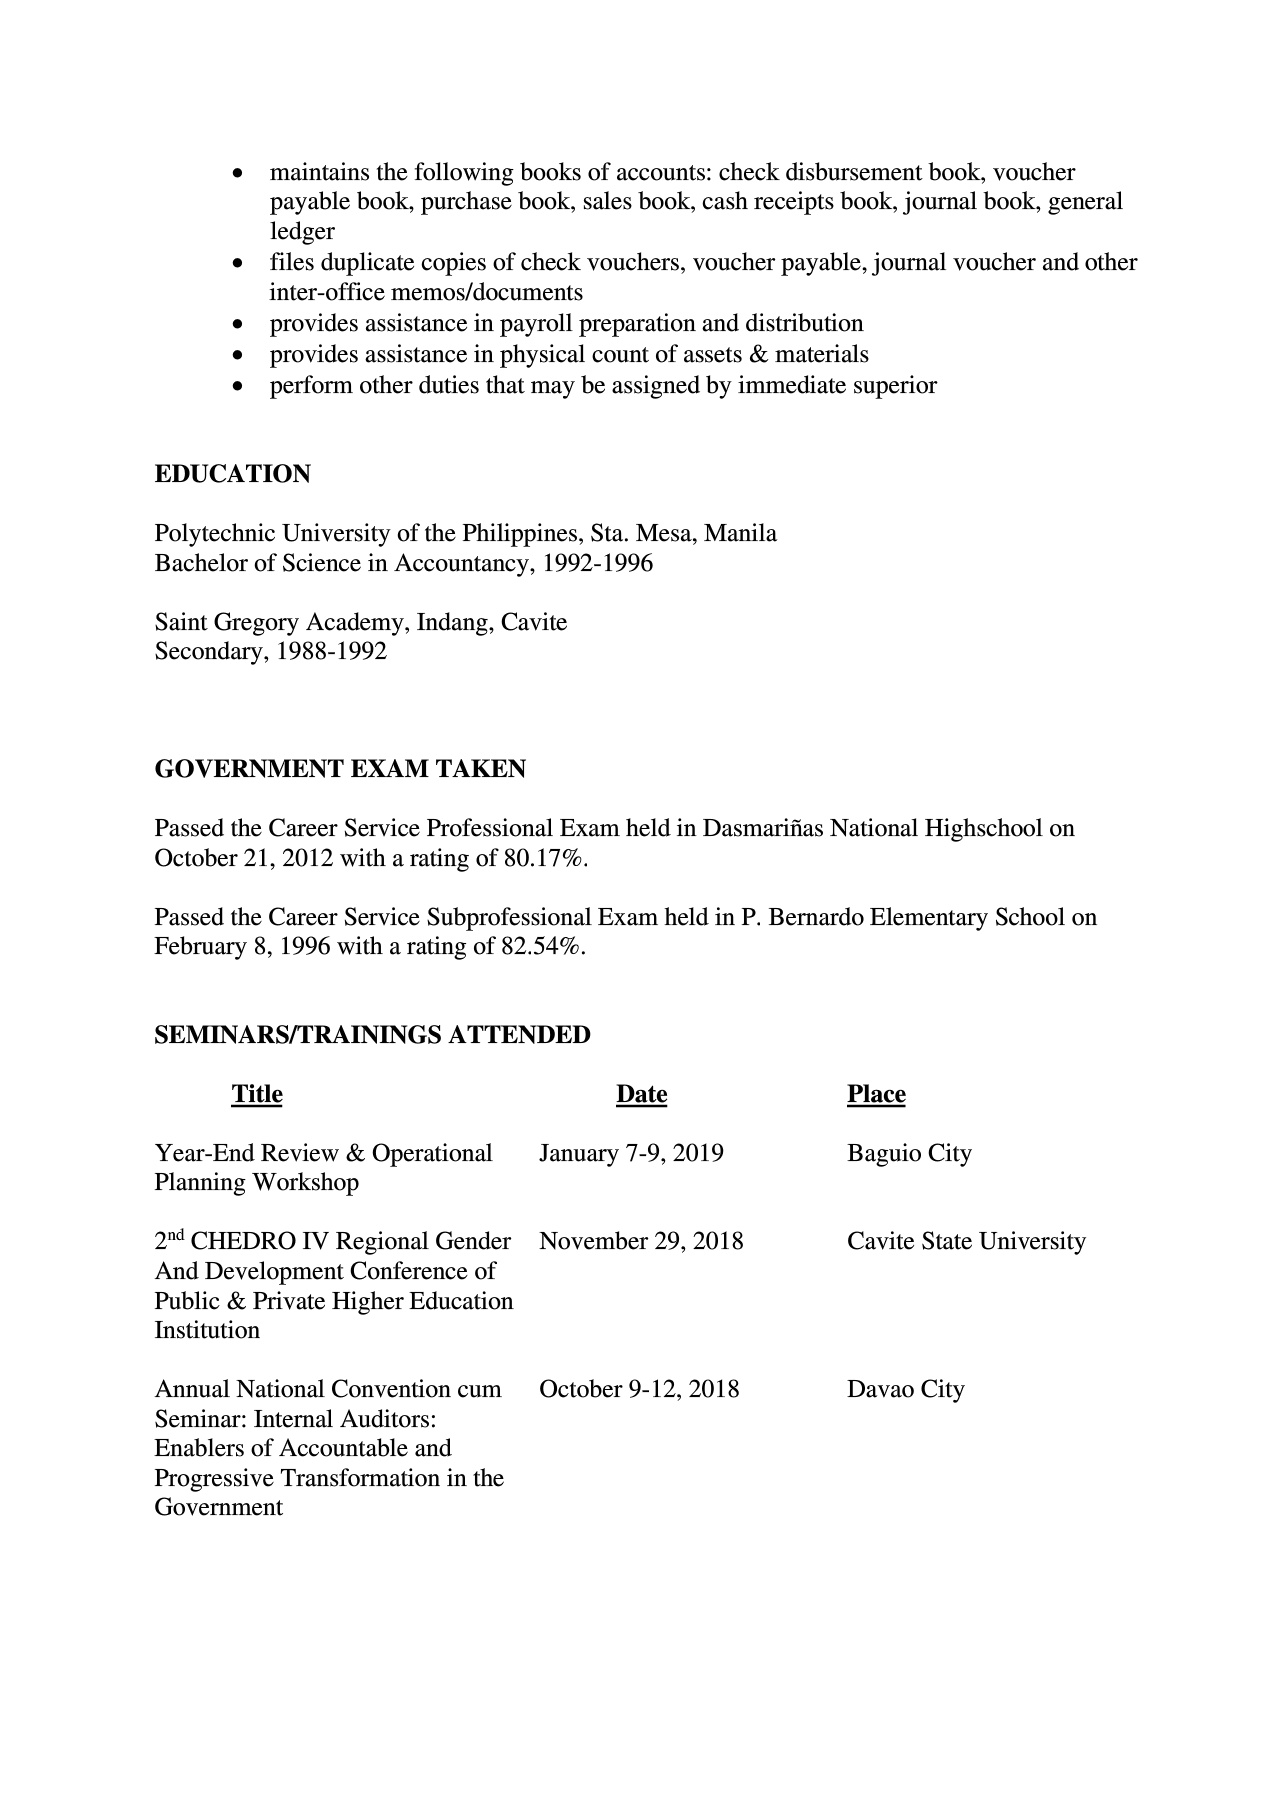 • maintains the following books of accounts: check disbursement book, voucher
payable book, purchase book, sales book, cash receipts book, journal book, general
ledger
• files duplicate copies of check vouchers, voucher payable, journal voucher and other
inter-office memos/documents
• provides assistance in payroll preparation and distribution
• provides assistance in physical count of assets & materials
• perform other duties that may be assigned by immediate superior
EDUCATION
Polytechnic University of the Philippines, Sta. Mesa, Manila
Bachelor of Science in Accountancy, 1992-1996
Saint Gregory Academy, Indang, Cavite
Secondary, 1988-1992
GOVERNMENT EXAM TAKEN
Passed the Career Service Professional Exam held in Dasmariñas National Highschool on
October 21, 2012 with a rating of 80.17%.
Passed the Career Service Subprofessional Exam held in P. Bernardo Elementary School on
February 8, 1996 with a rating of 82.54%.
SEMINARS/TRAININGS ATTENDED
Title Date Place
Year-End Review & Operational January 7-9, 2019 Baguio City
Planning Workshop
2nd CHEDRO IV Regional Gender November 29, 2018 Cavite State University
And Development Conference of
Public & Private Higher Education
Institution
Annual National Convention cum October 9-12, 2018 Davao City
Seminar: Internal Auditors:
Enablers of Accountable and
Progressive Transformation in the
Government